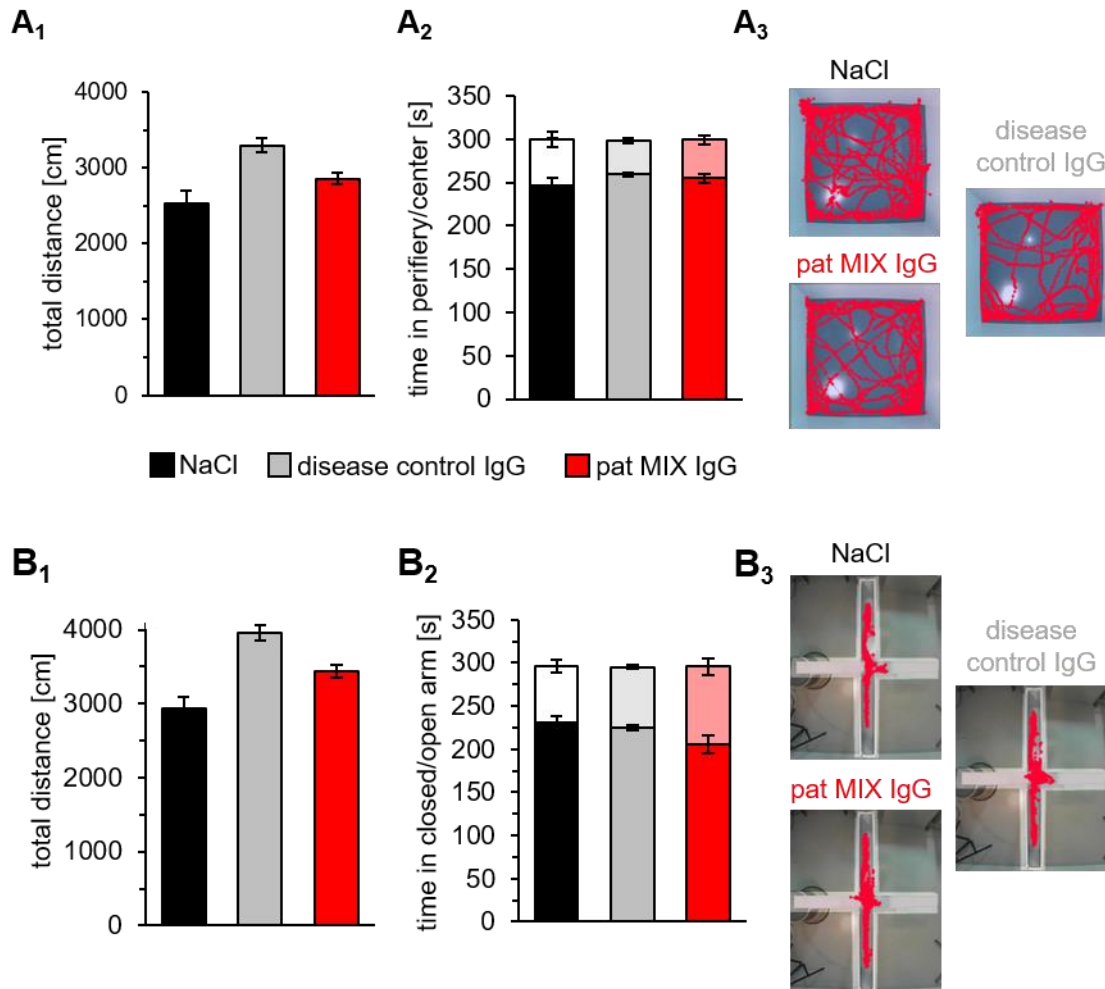 A1
total distance [cm]
4000
3000
2000
1000
0
A2
time in perifiery/center [s]
350
300
250
200
150
100
50
0
A3
NaCl
disease
control IgG
pat MIX IgG
NaCl
disease control IgG
pat MIX IgG
B1
total distance [cm]
4000
3000
2000
1000
0
B2
time in closed/open arm [s]
350
300
250
200
150
100
50
0
B3
NaCl
disease
control IgG
pat MIX IgG